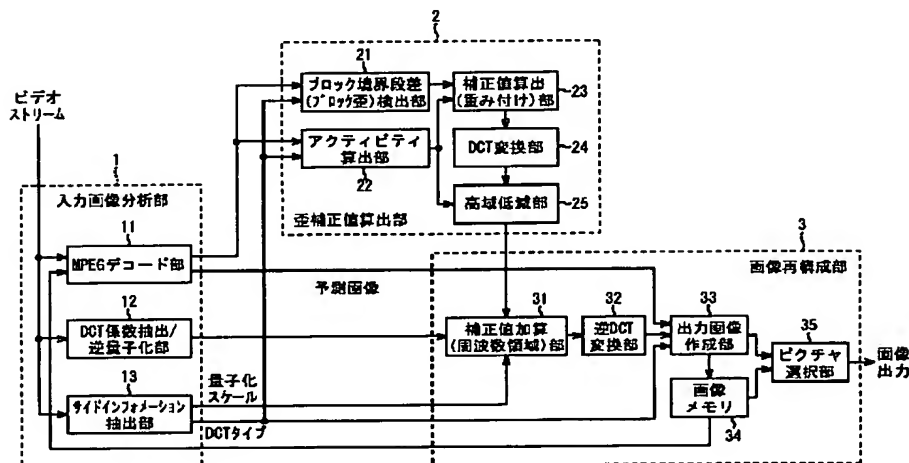 2
21
ブロック境界段差
(ブロック歪)検出部
補正値算出
(重み付け)部
23
ビデオ
ストリーム
アクティビティ
算出部
22
DCT変換部
24
高域低減部
25
歪補正値算出部
1
入力画像分析部
11
MPEGデコード部
予測画像
3
画像再構成部
12
DCT係数抽出/
逆量子化部
31
補正値加算
(周波数領域)部
32
逆DCT
変換部
33
出力画像
作成部
35
ピクチャ
選択部
画像
出力
13
サイドインフォメーション
抽出部
量子化
スケール
DCTタイプ
画像
メモリ
34